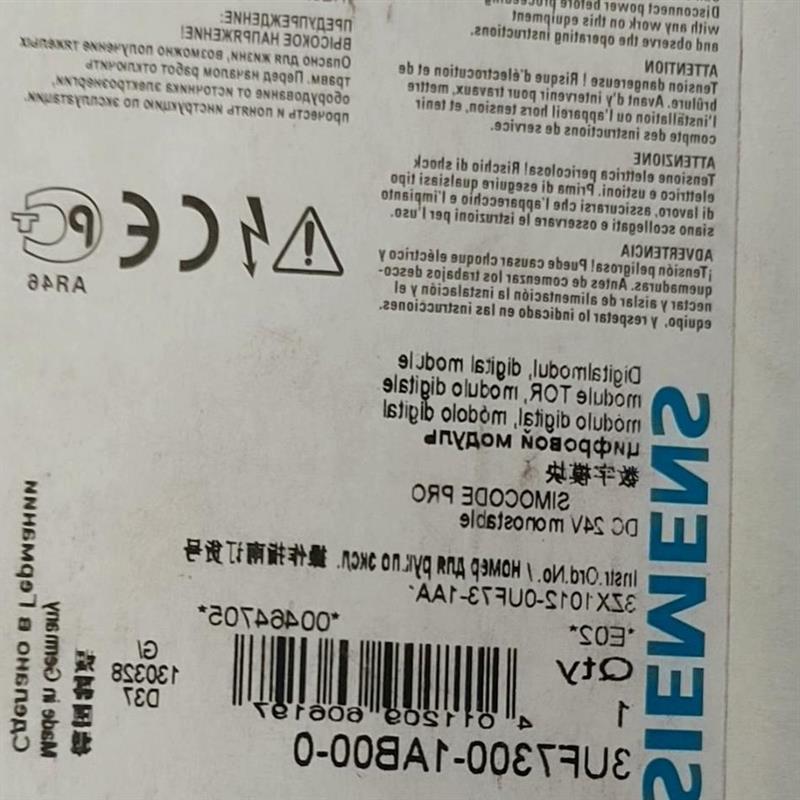 Disconnect power before proceeding
with any work on this equipment
and observe the operating instructions.
ATTENTION
Tension dangereuse ! Risque d'électrocution et de
brûlure. Avant d'y intervenir pour travaux, mettre
l'installation ou l'appareil hors tension, et tenir
compte des instructions de service.
ATTENZIONE
Tensione elettrica pericolosa! Rischio di shock
elettrico e ustioni. Prima di eseguire qualsiasi tipo
di lavoro, assicurarsi che l'apparecchio e l'impianto
siano scollegati e osservare le istruzioni per l'uso.
ADVERTENCIA
¡Tensión peligrosa! Puede causar choque eléctrico y
quemaduras. Antes de comenzar los trabajos desco-
nectar y aislar de alimentación la instalación y el
equipo, y respetar lo indicado en las instrucciones.
ПРЕДУПРЕЖДЕНИЕ:
ВЫСОКОЕ НАПРЯЖЕНИЕ!
Опасно для жизни, возможно получение тяжелых
травм. Перед началом работ отключить
оборудование от источника электроэнергии,
прочесть и понять инструкцию по эксплуатации.
CE
АЯ46
SIEMENS
Digitalmodul, digital module
module TOR, modulo digitale
módulo digital, módolo digital
цифровой модуль
数字模块
SIMOCODE PRO
DC 24V monostable
Instr.Ord.No. / Номер для рук.по экспл. 操作指南订货号
3ZX1012-0UF73-1AA
*E02* *00464705*
Qty
1
4 011209 606197
3UF7300-1AB00-0
G/
130328
D37
德国制造
Made in Germany
Сделано в Германии